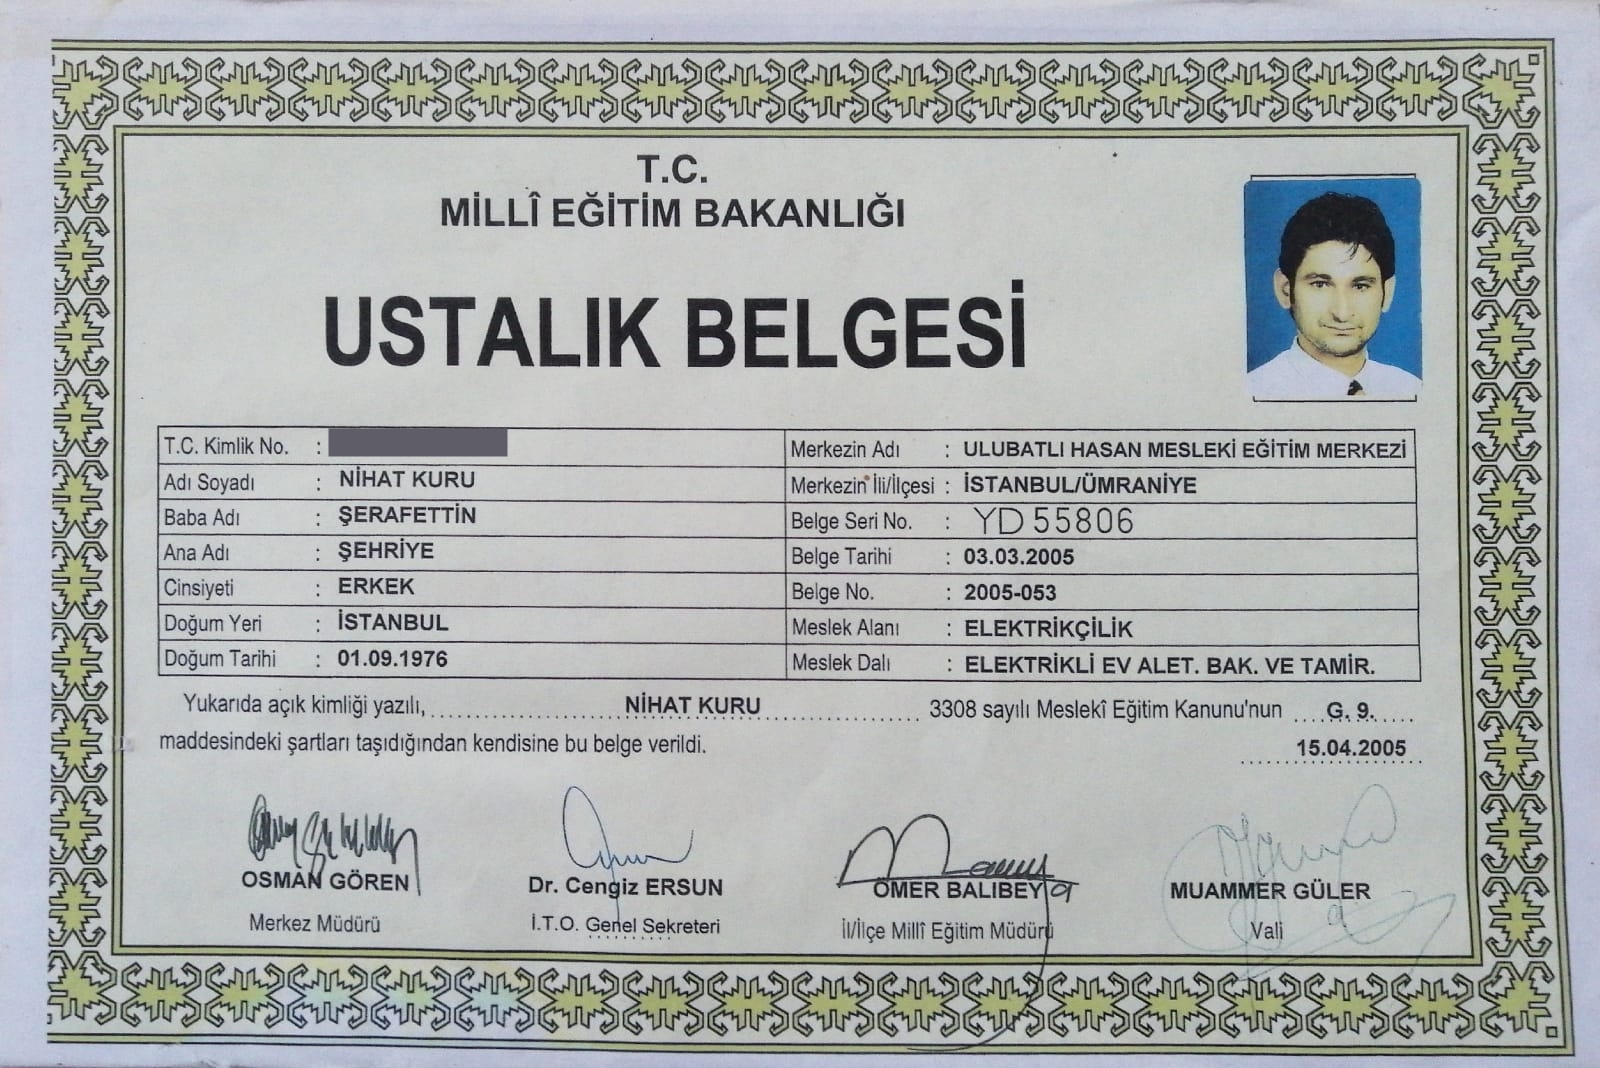 T.C.
MİLLÎ EĞİTİM BAKANLIĞI
USTALIK BELGESİ
T.C. Kimlik No. :
Adı Soyadı : NİHAT KURU
Baba Adı : ŞERAFETTİN
Ana Adı : ŞEHRİYE
Cinsiyeti : ERKEK
Doğum Yeri : İSTANBUL
Doğum Tarihi : 01.09.1976
Merkezin Adı : ULUBATLI HASAN MESLEKİ EĞİTİM MERKEZİ
Merkezin İli/İlçesi : İSTANBUL/ÜMRANİYE
Belge Seri No. : YD 55806
Belge Tarihi : 03.03.2005
Belge No. : 2005-053
Meslek Alanı : ELEKTRİKÇİLİK
Meslek Dalı : ELEKTRİKLİ EV ALET. BAK. VE TAMİR.
Yukarıda açık kimliği yazılı, NİHAT KURU 3308 sayılı Meslekî Eğitim Kanunu'nun G. 9.
maddesindeki şartları taşıdığından kendisine bu belge verildi.
15.04.2005
OSMAN GÖREN Dr. Cengiz ERSUN ÖMER BALIBEY MUAMMER GÜLER
Merkez Müdürü İ.T.O. Genel Sekreteri İl/İlçe Millî Eğitim Müdürü Vali